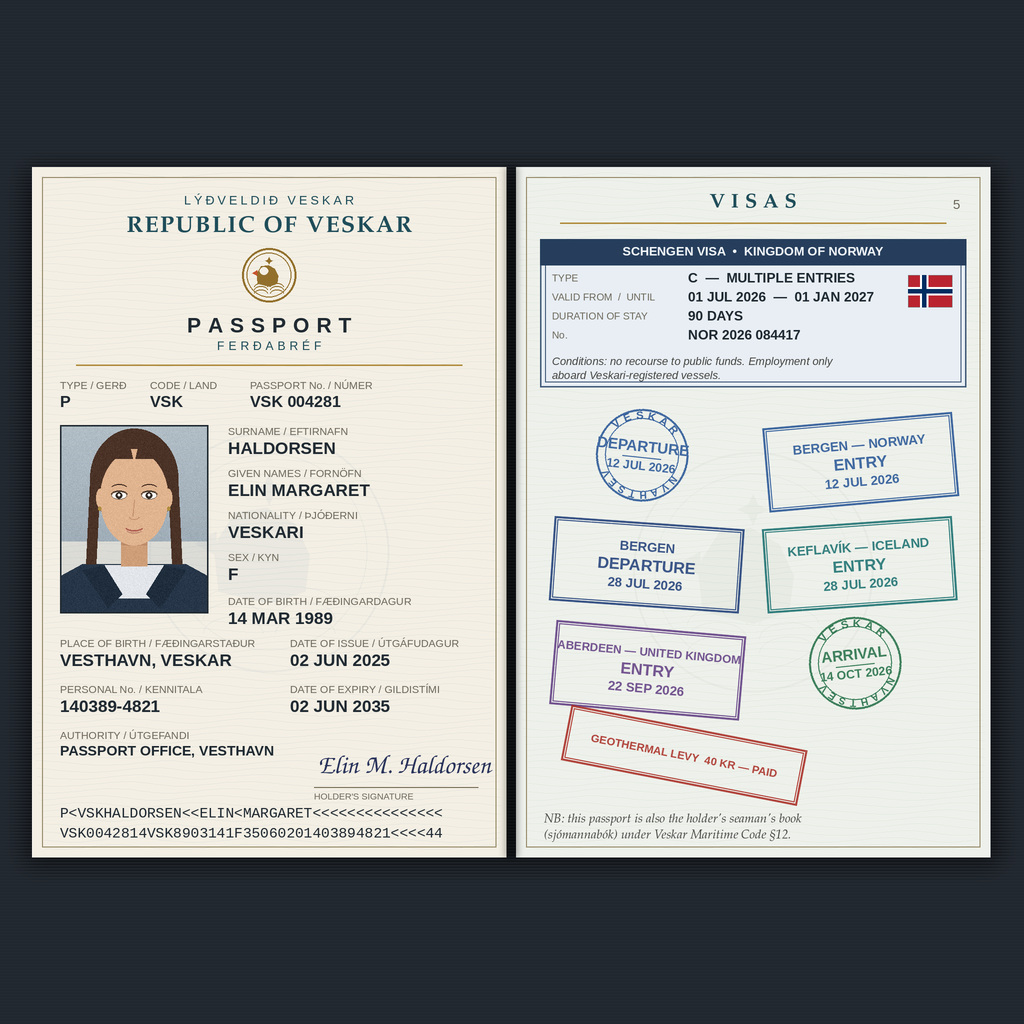 LÝÐVELDIÐ VESKAR
REPUBLIC OF VESKAR
PASSPORT
FERÐABRÉF
TYPE / GERÐ CODE / LAND PASSPORT No. / NÚMER
P VSK VSK 004281
SURNAME / EFTIRNAFN
HALDORSEN
GIVEN NAMES / FORNÖFN
ELIN MARGARET
NATIONALITY / ÞJÓÐERNI
VESKARI
SEX / KYN
F
DATE OF BIRTH / FÆÐINGARDAGUR
14 MAR 1989
PLACE OF BIRTH / FÆÐINGARSTAÐUR DATE OF ISSUE / ÚTGÁFUDAGUR
VESTHAVN, VESKAR 02 JUN 2025
PERSONAL No. / KENNITALA DATE OF EXPIRY / GILDISTÍMI
140389-4821 02 JUN 2035
AUTHORITY / ÚTGEFANDI
PASSPORT OFFICE, VESTHAVN
Elin M. Haldorsen
HOLDER'S SIGNATURE
P<VSKHALDORSEN<<ELIN<MARGARET<<<<<<<<<<<<<<<
VSK0042814VSK8903141F35060201403894821<<<<44
VISAS
5
SCHENGEN VISA • KINGDOM OF NORWAY
TYPE C — MULTIPLE ENTRIES
VALID FROM / UNTIL 01 JUL 2026 — 01 JAN 2027
DURATION OF STAY 90 DAYS
No. NOR 2026 084417
Conditions: no recourse to public funds. Employment only
aboard Veskari-registered vessels.
VESKAR
DEPARTURE
12 JUL 2026
VESTHAVN
BERGEN — NORWAY
ENTRY
12 JUL 2026
BERGEN
DEPARTURE
28 JUL 2026
KEFLAVÍK — ICELAND
ENTRY
28 JUL 2026
ABERDEEN — UNITED KINGDOM
ENTRY
22 SEP 2026
VESKAR
ARRIVAL
14 OCT 2026
VESTHAVN
GEOTHERMAL LEVY 40 KR — PAID
NB: this passport is also the holder's seaman's book
(sjómannabók) under Veskar Maritime Code §12.